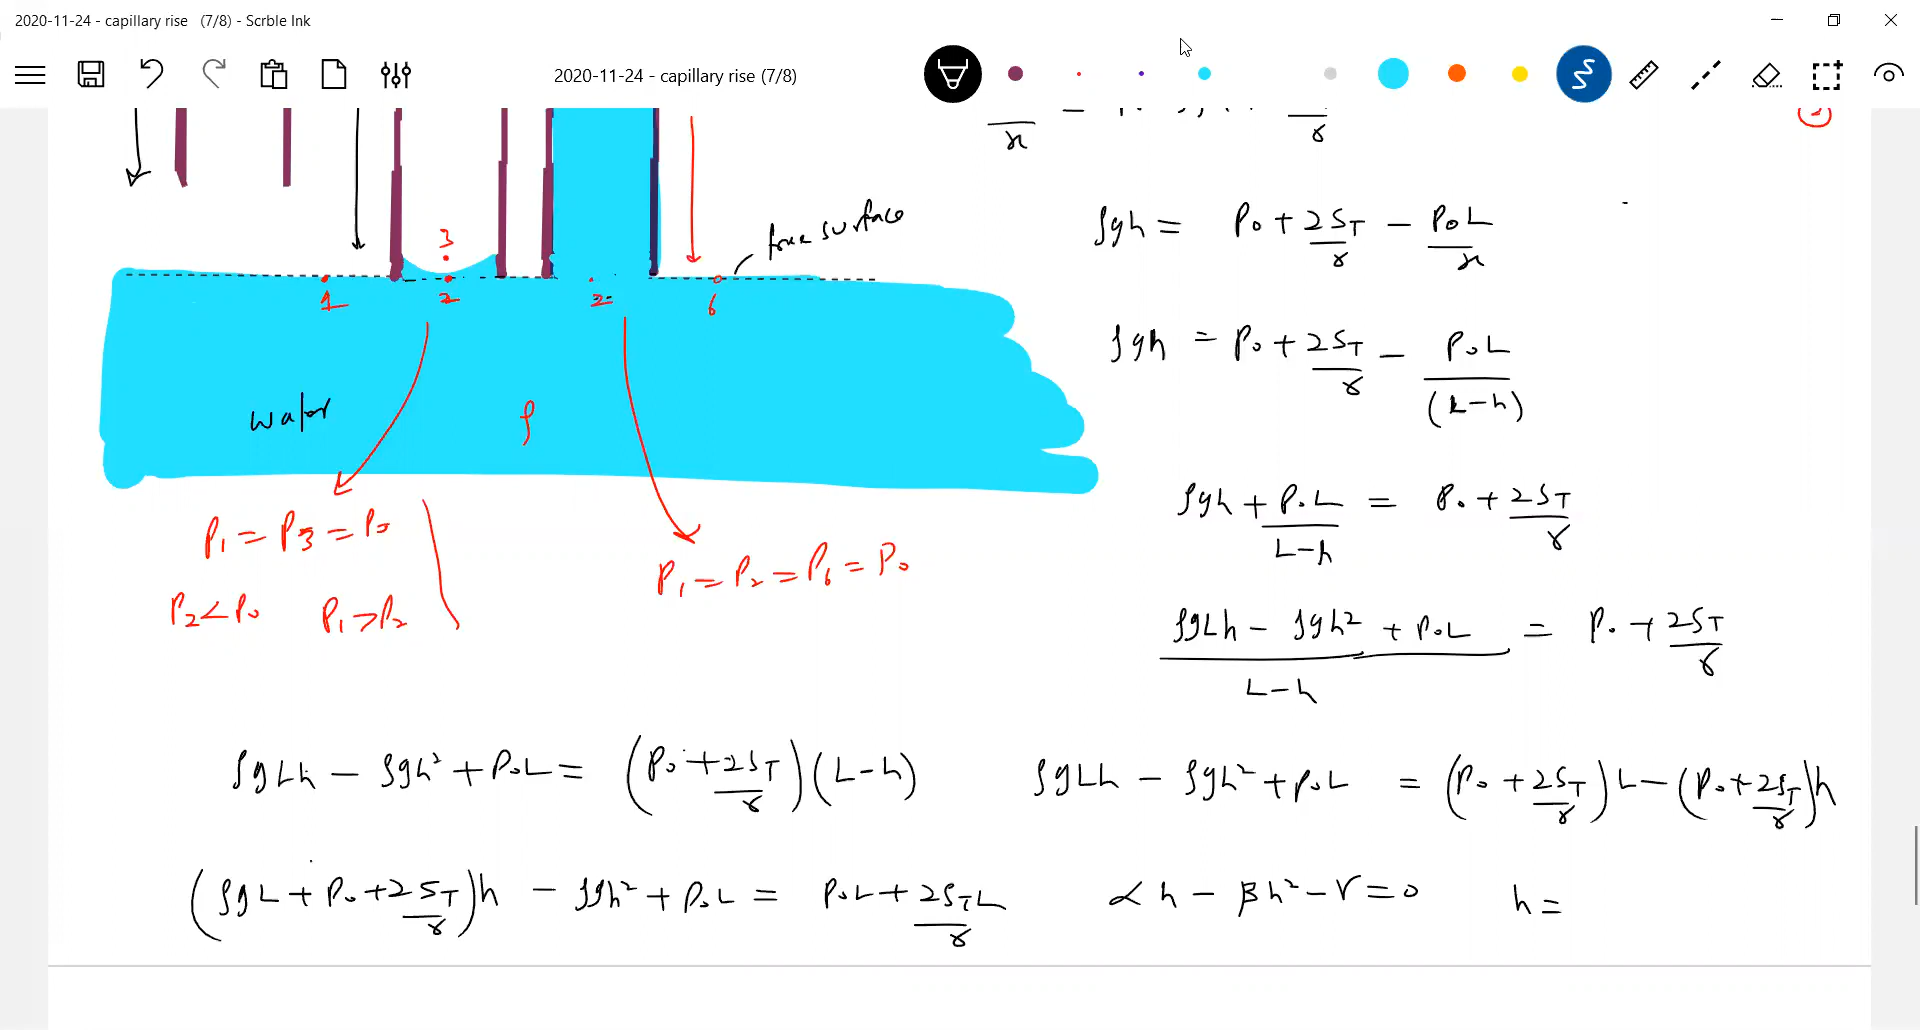 2020-11-24 - capillary rise (7/8) - Scrble Ink
2020-11-24 - capillary rise (7/8)
x
r
3
free surface
1
2
2
6
water
ρ
P₁ = P₃ = P₀
P₂ < P₀ P₁ > P₂
P₁ = P₂ = P₆ = P₀
ρgh = P₀ + 2S_T/r − P₀L/x
ρgh = P₀ + 2S_T/r − P₀L/(L−h)
ρgh + P₀L/L−h = P₀ + 2S_T/r
ρgLh − ρgh² + P₀L/L−h = P₀ + 2S_T/r
ρgLh − ρgh² + P₀L = (P₀ + 2S_T/r)(L−h)
ρgLh − ρgh² + P₀L = (P₀ + 2S_T/r)L − (P₀ + 2S_T/r)h
(ρgL + P₀ + 2S_T/r)h − ρgh² + P₀L = P₀L + 2S_TL/r
αh − βh² − γ = 0
h =